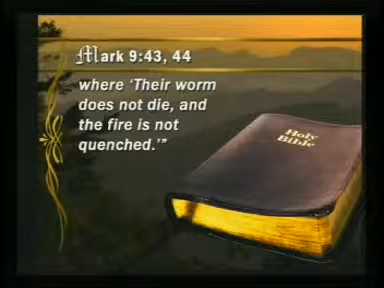 Mark 9:43, 44
where 'Their worm
does not die, and
the fire is not
quenched.'"
Holy
Bible